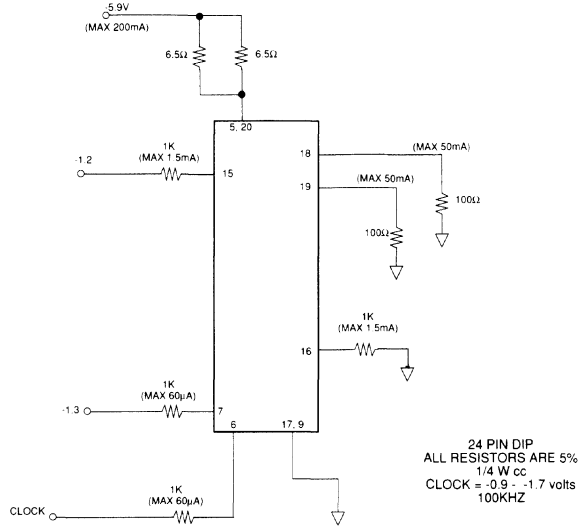 -5.9V
(MAX 200mA)
6.5Ω
6.5Ω
5, 20
1K
(MAX 1.5mA)
-1.2
15
18
(MAX 50mA)
19
(MAX 50mA)
100Ω
100Ω
1K
(MAX 1.5mA)
16
1K
(MAX 60µA)
-1.3
7
6
17, 9
24 PIN DIP
ALL RESISTORS ARE 5%
1/4 W cc
CLOCK = -0.9 - -1.7 volts
100KHZ
1K
(MAX 60µA)
CLOCK